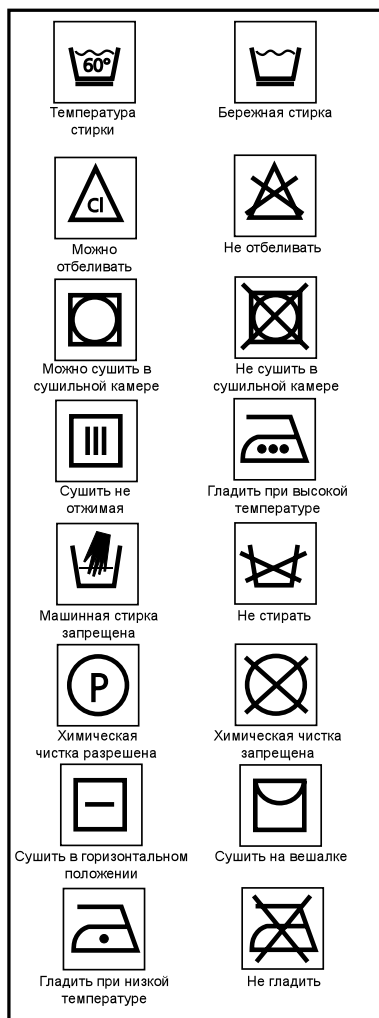 60°
Температура
стирки
Бережная стирка
Cl
Можно
отбеливать
Не отбеливать
Можно сушить в
сушильной камере
Не сушить в
сушильной камере
Сушить не
отжимая
Гладить при высокой
температуре
Машинная стирка
запрещена
Не стирать
P
Химическая
чистка разрешена
Химическая чистка
запрещена
Сушить в горизонтальном
положении
Сушить на вешалке
Гладить при низкой
температуре
Не гладить